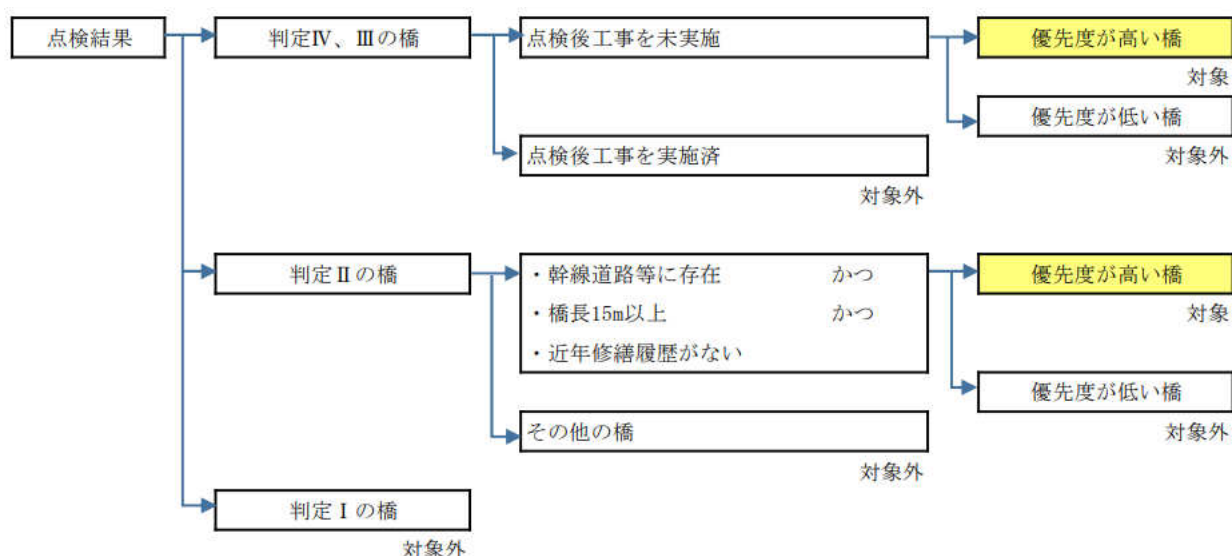 点検結果
判定Ⅳ、Ⅲの橋
点検後工事を未実施
優先度が高い橋
対象
優先度が低い橋
対象外
点検後工事を実施済
対象外
判定Ⅱの橋
・幹線道路等に存在 かつ
・橋長15m以上 かつ
・近年修繕履歴がない
優先度が高い橋
対象
優先度が低い橋
対象外
その他の橋
対象外
判定Ⅰの橋
対象外